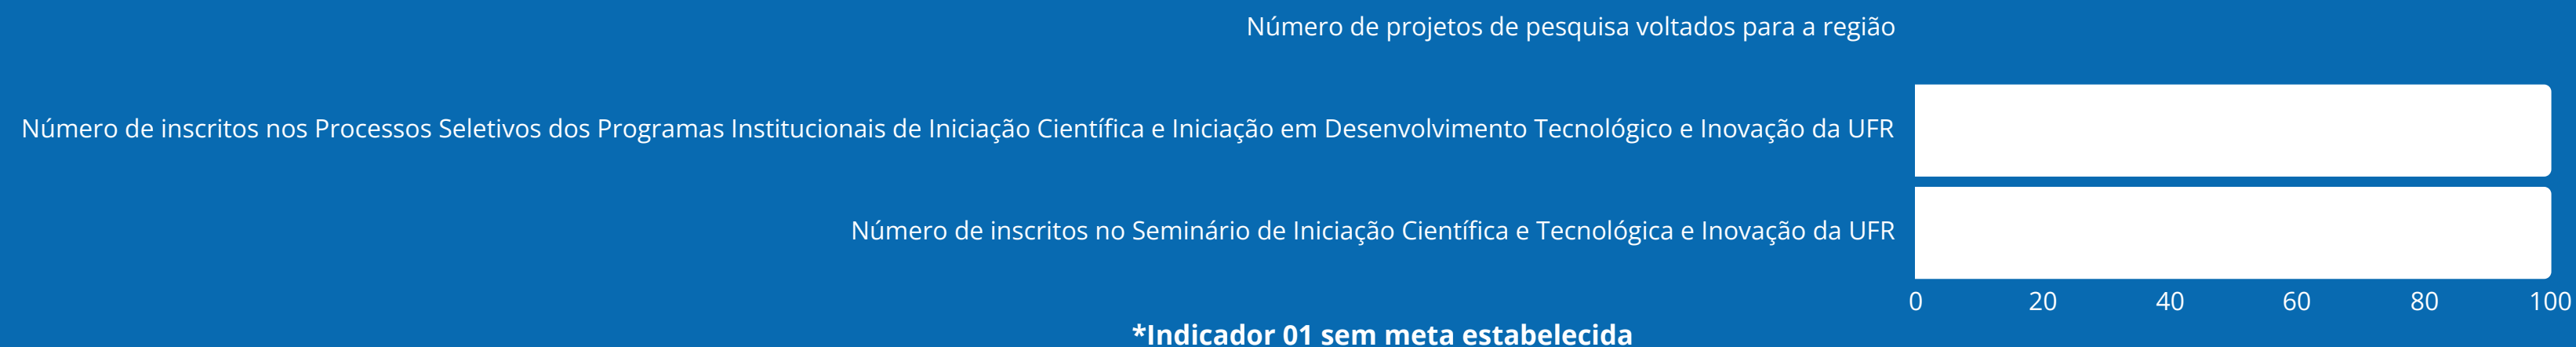 Número de projetos de pesquisa voltados para a região
Número de inscritos nos Processos Seletivos dos Programas Institucionais de Iniciação Científica e Iniciação em Desenvolvimento Tecnológico e Inovação da UFR
Número de inscritos no Seminário de Iniciação Científica e Tecnológica e Inovação da UFR
0 20 40 60 80 100
*Indicador 01 sem meta estabelecida